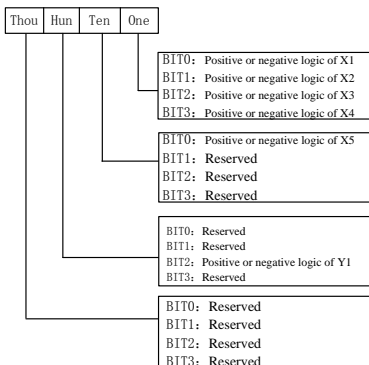 Thou Hun Ten One
BIT0: Positive or negative logic of X1
BIT1: Positive or negative logic of X2
BIT2: Positive or negative logic of X3
BIT3: Positive or negative logic of X4
BIT0: Positive or negative logic of X5
BIT1: Reserved
BIT2: Reserved
BIT3: Reserved
BIT0: Reserved
BIT1: Reserved
BIT2: Positive or negative logic of Y1
BIT3: Reserved
BIT0: Reserved
BIT1: Reserved
BIT2: Reserved
BIT3: Reserved